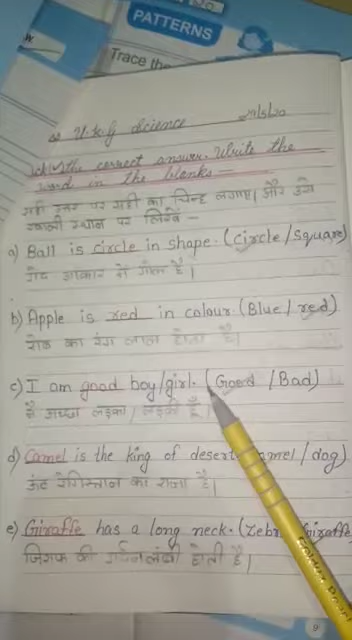 PATTERNS
Trace the
U.K.G Science
the correct answer. Write the
word in the blanks —
सही उत्तर पर सही का चिन्ह लगाए। और उसे
खाली स्थान पर लिखें —
a) Ball is circle in shape. (Circle/Square)
गेंद आकार में गोल है।
b) Apple is red in colour. (Blue/red)
सेब का रंग लाल होता है।
c) I am good boy/girl. (Good /Bad)
मैं अच्छा लड़का/लड़की हूँ।
d) Camel is the king of desert. amel/dog)
ऊंट रेगिस्तान का राजा है।
e) Giraffe has a long neck. (Zebr Giraffe
जिराफ की गर्दन लंबी होती है।
9